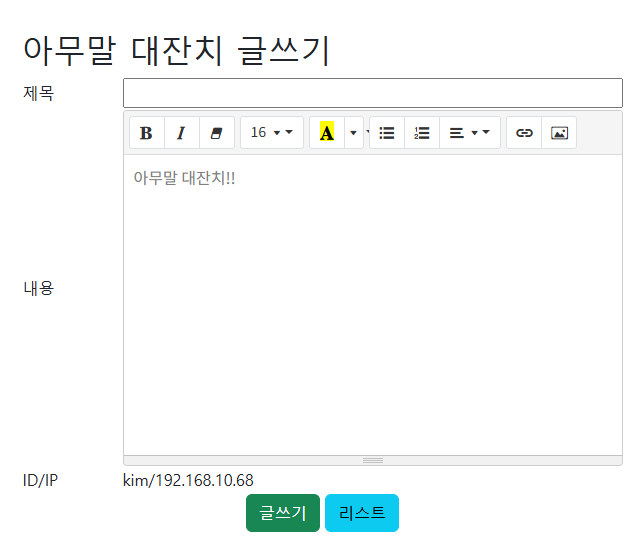 아무말 대잔치 글쓰기
제목
B I 16 A
아무말 대잔치!!
내용
ID/IP kim/192.168.10.68
글쓰기 리스트